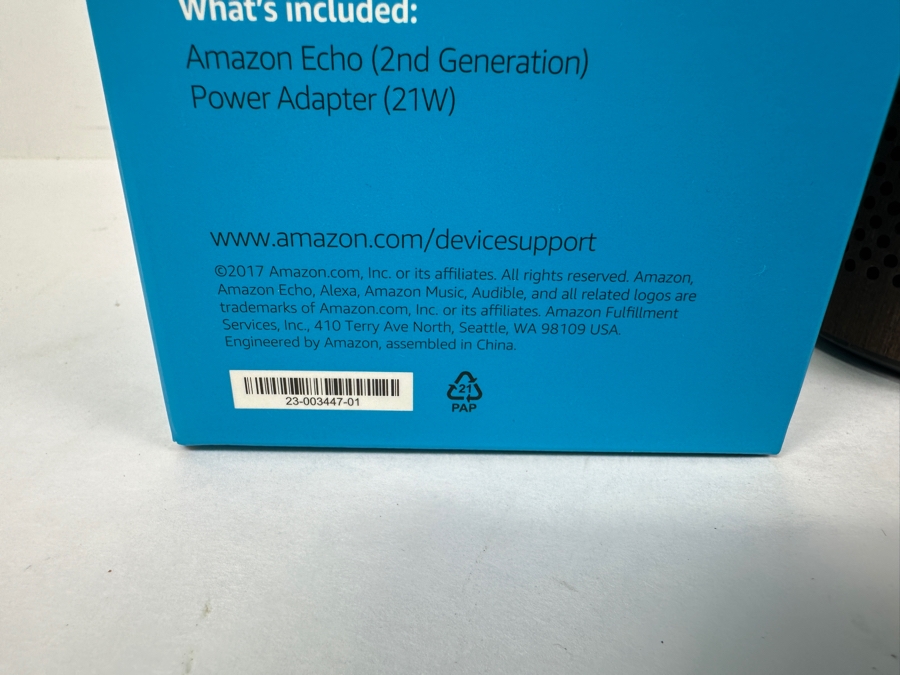 What's included:
Amazon Echo (2nd Generation)
Power Adapter (21W)
www.amazon.com/devicesupport
©2017 Amazon.com, Inc. or its affiliates. All rights reserved. Amazon,
Amazon Echo, Alexa, Amazon Music, Audible, and all related logos are
trademarks of Amazon.com, Inc. or its affiliates. Amazon Fulfillment
Services, Inc., 410 Terry Ave North, Seattle, WA 98109 USA.
Engineered by Amazon, assembled in China.
23-003447-01
21
PAP